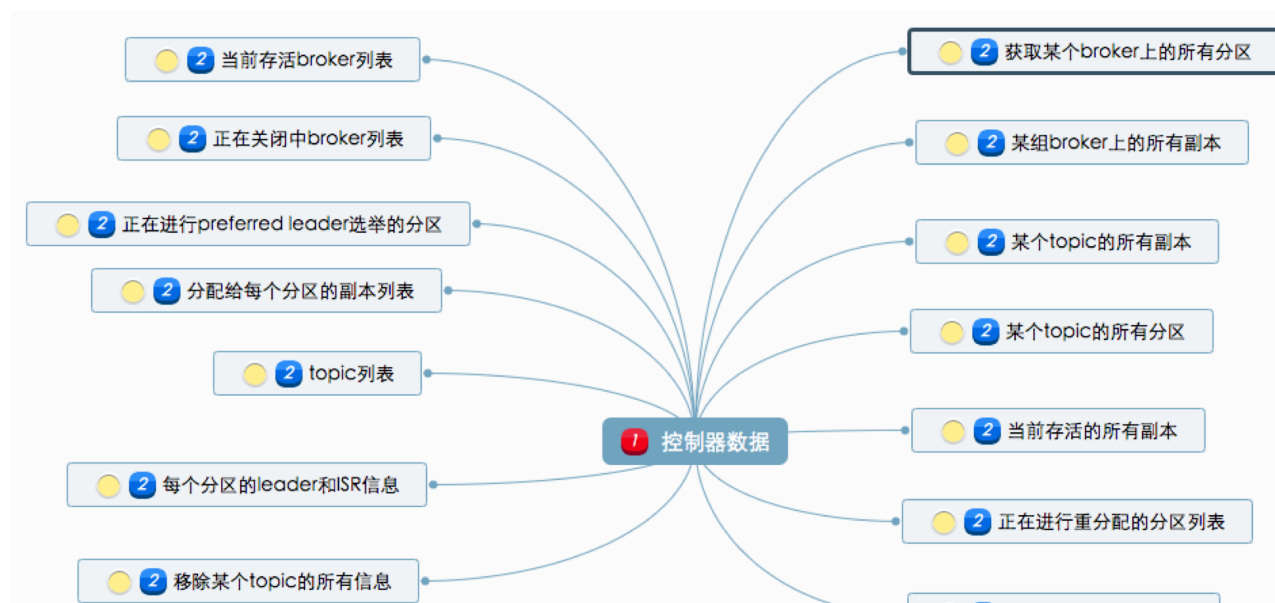 2 当前存活broker列表
2 正在关闭中broker列表
2 正在进行preferred leader选举的分区
2 分配给每个分区的副本列表
2 topic列表
2 每个分区的leader和ISR信息
2 移除某个topic的所有信息
1 控制器数据
2 获取某个broker上的所有分区
2 某组broker上的所有副本
2 某个topic的所有副本
2 某个topic的所有分区
2 当前存活的所有副本
2 正在进行重分配的分区列表